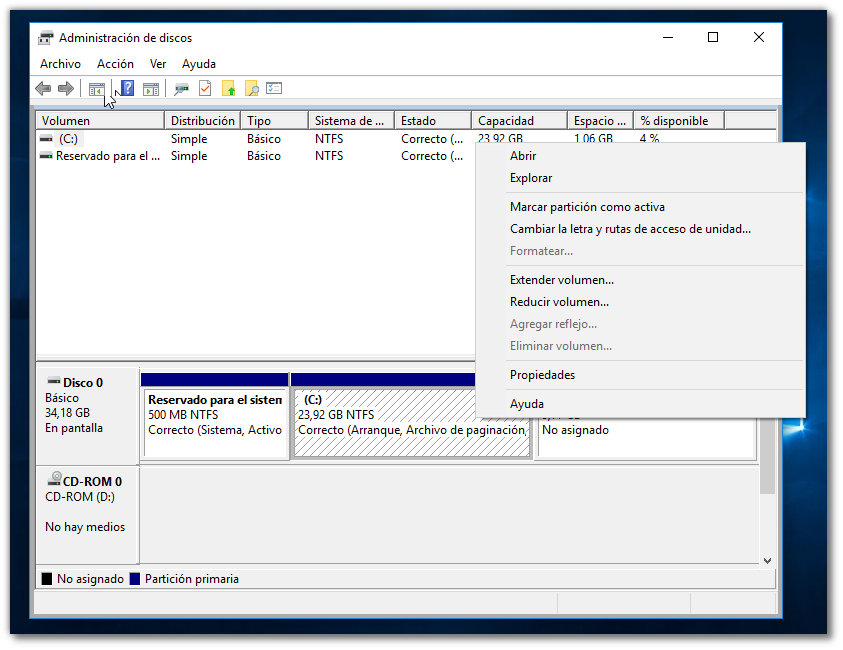 Administración de discos
Archivo Acción Ver Ayuda
Volumen Distribución Tipo Sistema de ... Estado Capacidad Espacio ... % disponible
(C:) Simple Básico NTFS Correcto (... 23,92 GB 1,06 GB 4 %
Reservado para el ... Simple Básico NTFS Correcto (...
Abrir
Explorar
Marcar partición como activa
Cambiar la letra y rutas de acceso de unidad...
Formatear...
Extender volumen...
Reducir volumen...
Agregar reflejo...
Eliminar volumen...
Propiedades
Ayuda
Disco 0
Básico
34,18 GB
En pantalla
Reservado para el sisten
500 MB NTFS
Correcto (Sistema, Activo
(C:)
23,92 GB NTFS
Correcto (Arranque, Archivo de paginación,
No asignado
CD-ROM 0
CD-ROM (D:)
No hay medios
No asignado Partición primaria